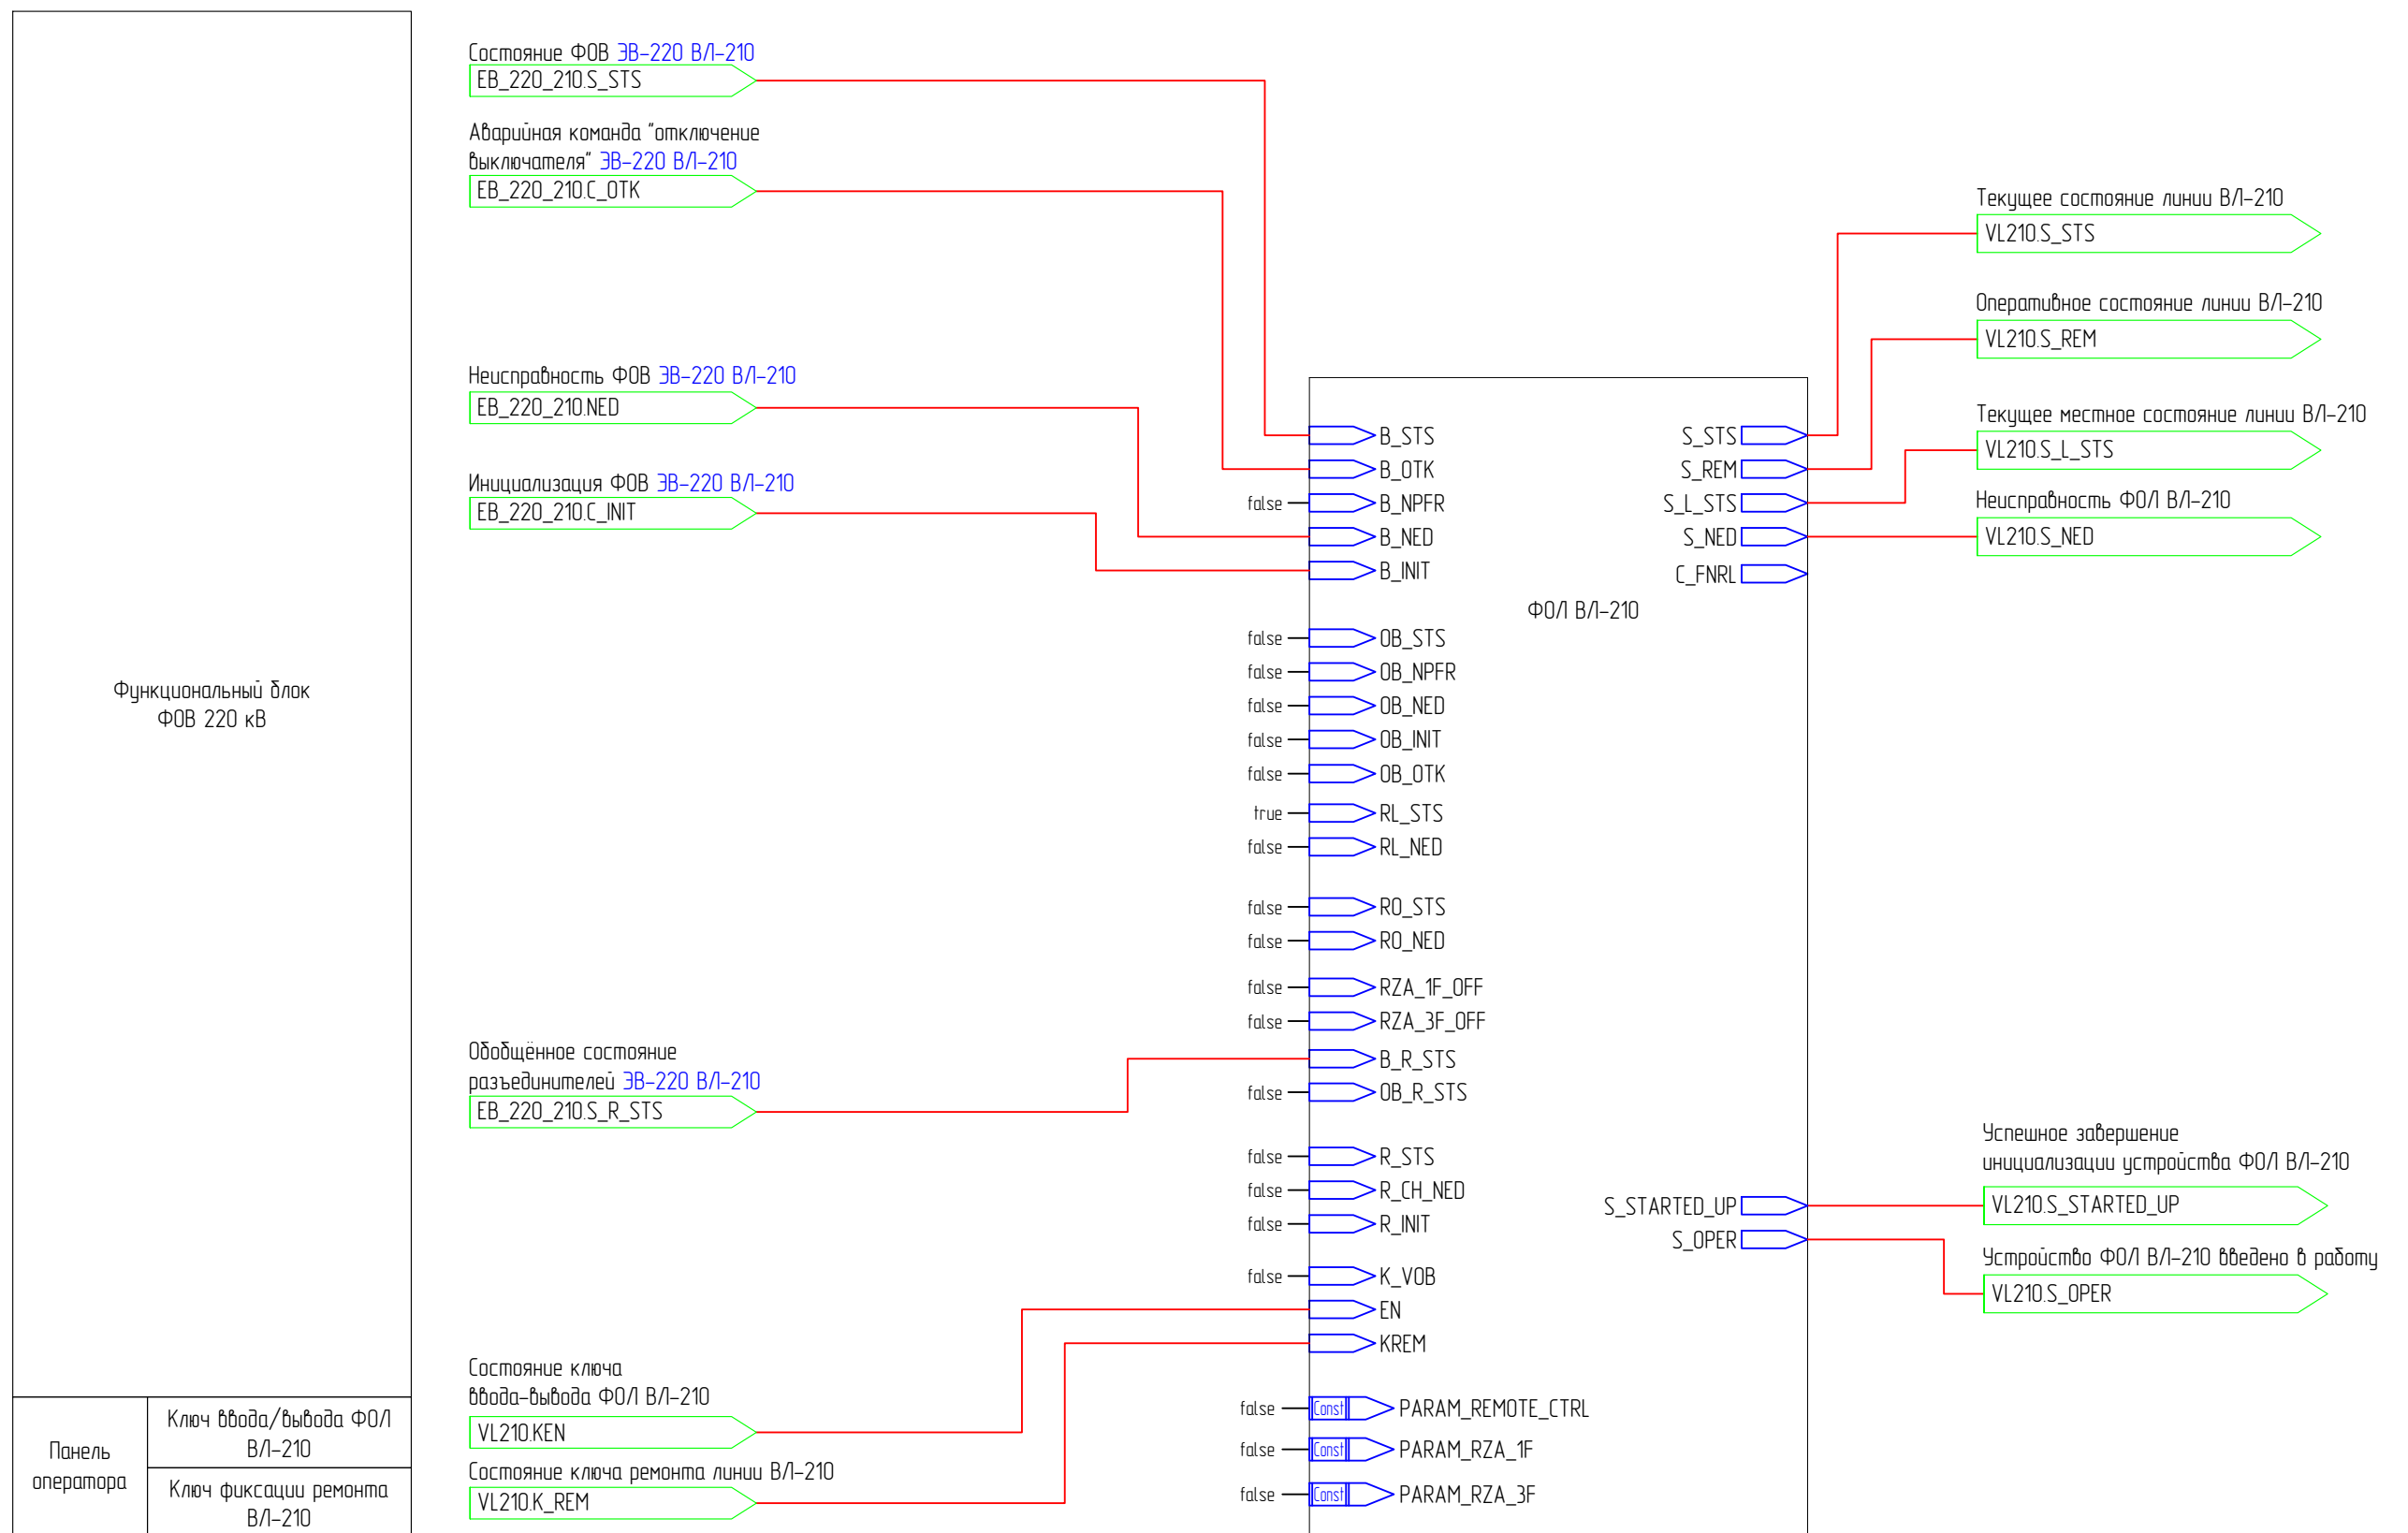 Функциональный блок
ФОВ 220 кВ
Панель
оператора
Ключ ввода/вывода ФОЛ
ВЛ-210
Ключ фиксации ремонта
ВЛ-210
Состояние ФОВ ЭВ-220 ВЛ-210
EB_220_210.S_STS
Аварийная команда "отключение
выключателя" ЭВ-220 ВЛ-210
EB_220_210.C_OTK
Неисправность ФОВ ЭВ-220 ВЛ-210
EB_220_210.NED
Инициализация ФОВ ЭВ-220 ВЛ-210
EB_220_210.C_INIT
Обобщённое состояние
разъединителей ЭВ-220 ВЛ-210
EB_220_210.S_R_STS
Состояние ключа
ввода-вывода ФОЛ ВЛ-210
VL210.KEN
Состояние ключа ремонта линии ВЛ-210
VL210.K_REM
B_STS
B_OTK
false B_NPFR
B_NED
B_INIT
false OB_STS
false OB_NPFR
false OB_NED
false OB_INIT
false OB_OTK
true RL_STS
false RL_NED
false RO_STS
false RO_NED
false RZA_1F_OFF
false RZA_3F_OFF
B_R_STS
false OB_R_STS
false R_STS
false R_CH_NED
false R_INIT
false K_VOB
EN
KREM
false Const PARAM_REMOTE_CTRL
false Const PARAM_RZA_1F
false Const PARAM_RZA_3F
ФОЛ ВЛ-210
S_STS
S_REM
S_L_STS
S_NED
C_FNRL
S_STARTED_UP
S_OPER
Текущее состояние линии ВЛ-210
VL210.S_STS
Оперативное состояние линии ВЛ-210
VL210.S_REM
Текущее местное состояние линии ВЛ-210
VL210.S_L_STS
Неисправность ФОЛ ВЛ-210
VL210.S_NED
Успешное завершение
инициализации устройства ФОЛ ВЛ-210
VL210.S_STARTED_UP
Устройство ФОЛ ВЛ-210 введено в работу
VL210.S_OPER